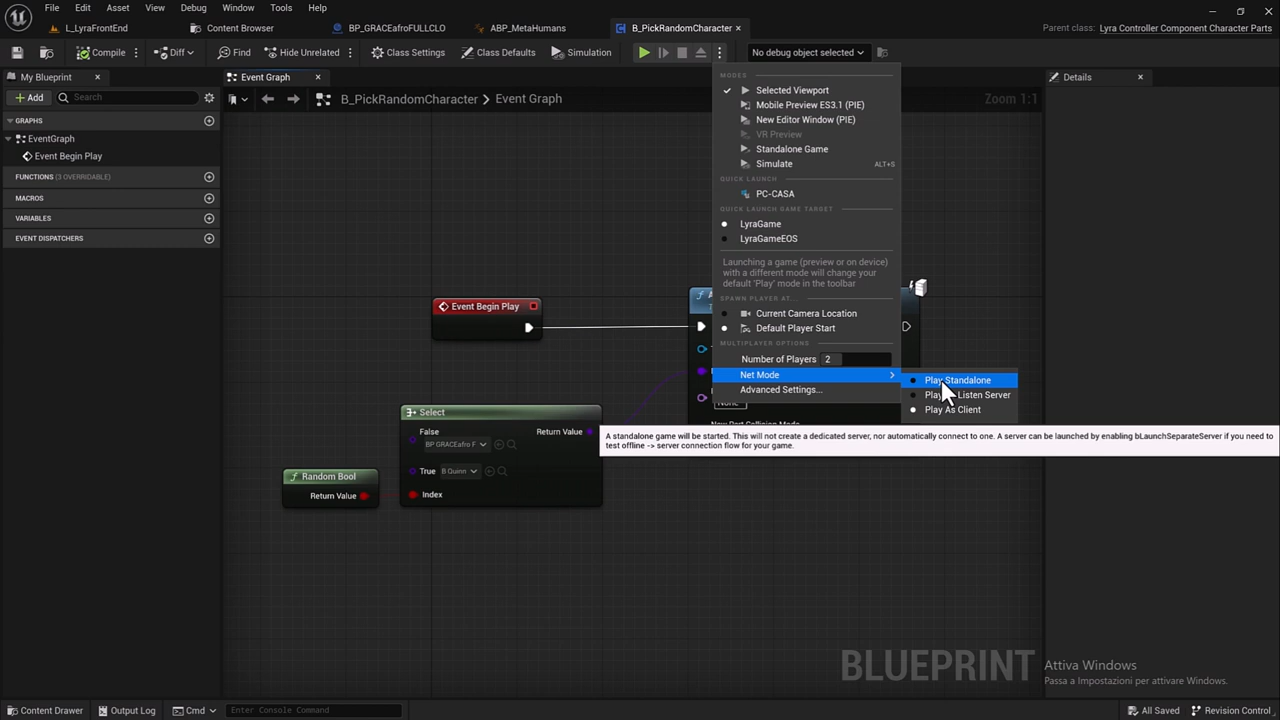 File Edit Asset View Debug Window Tools Help
L_LyraFrontEnd Content Browser BP_GRACEafroFULLCLO ABP_MetaHumans B_PickRandomCharacter Parent class: Lyra Controller Component Character Parts
Compile Diff Find Hide Unrelated Class Settings Class Defaults Simulation No debug object selected
My Blueprint Event Graph Details
Add Search B_PickRandomCharacter > Event Graph Zoom 1:1
GRAPHS
EventGraph
Event Begin Play
FUNCTIONS (3 OVERRIDABLE)
MACROS
VARIABLES
EVENT DISPATCHERS
MODES
Selected Viewport
Mobile Preview ES3.1 (PIE)
New Editor Window (PIE)
VR Preview
Standalone Game
Simulate ALT+S
QUICK LAUNCH
PC-CASA
QUICK LAUNCH GAME TARGET
LyraGame
LyraGameEOS
Launching a game (preview or on device)
with a different mode will change your
default 'Play' mode in the toolbar
SPAWN PLAYER AT...
Current Camera Location
Default Player Start
MULTIPLAYER OPTIONS
Number of Players 2
Net Mode
Advanced Settings...
Play Standalone
Listen Server
Play As Client
A standalone game will be started. This will not create a dedicated server, nor automatically connect to one. A server can be launched by enabling bLaunchSeparateServer if you need to
test offline -> server connection flow for your game.
Event Begin Play
Select
False Return Value
BP GRACEafro F
True B Quinn
Index
Random Bool
Return Value
None
BLUEPRINT
Attiva Windows
Passa a Impostazioni per attivare Windows.
Content Drawer Output Log Cmd Enter Console Command All Saved Revision Control